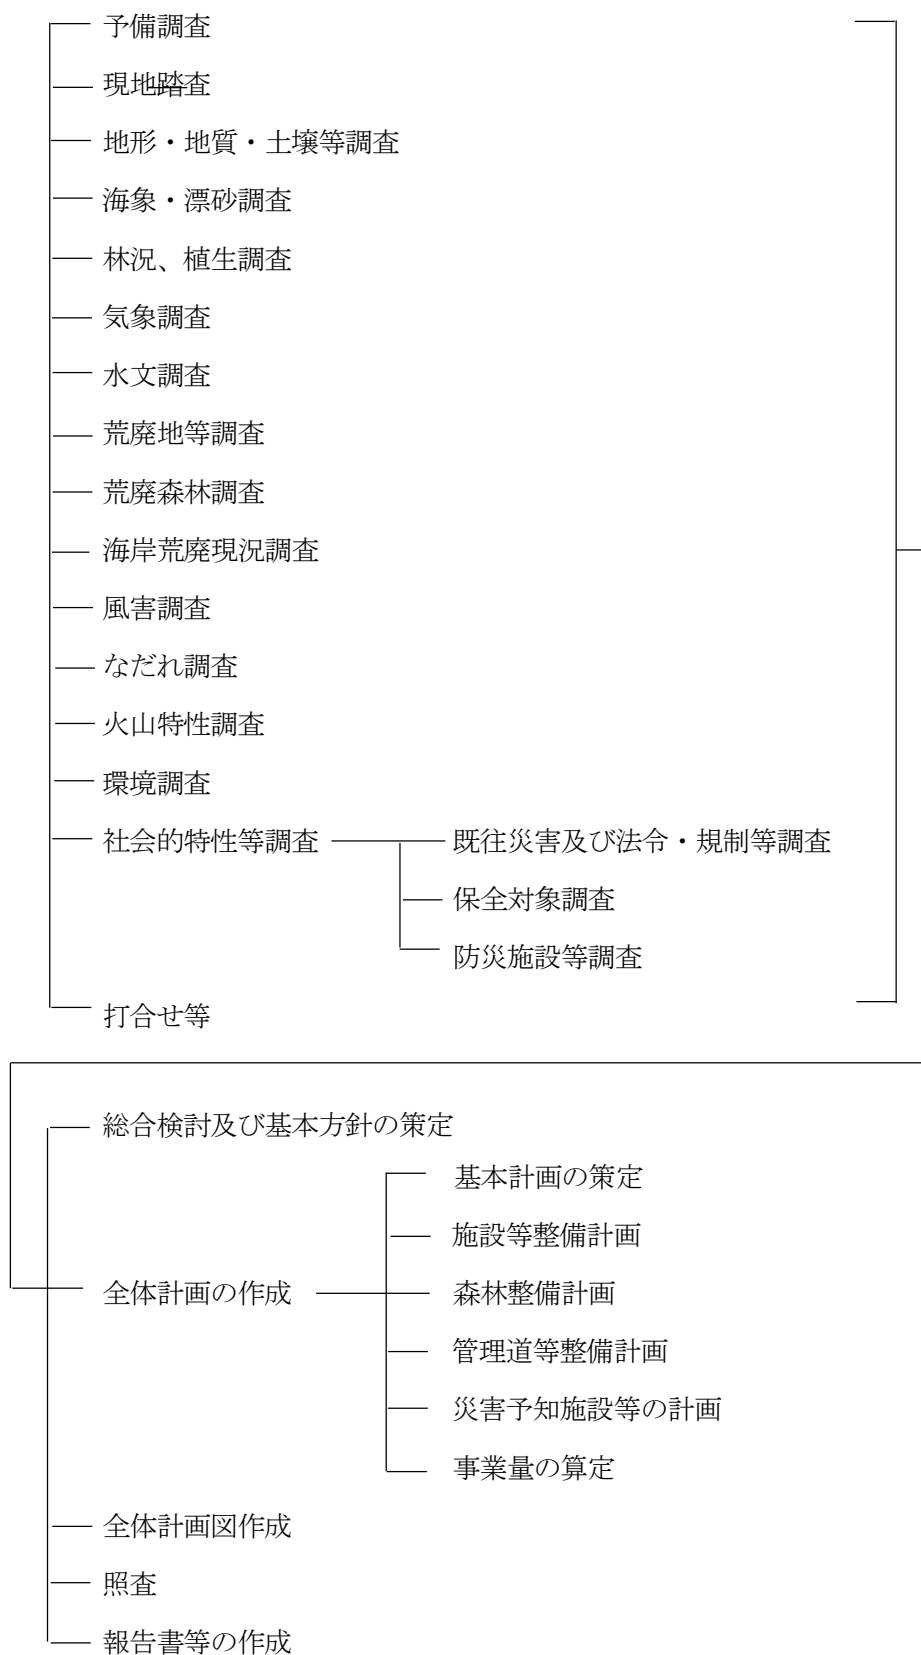 予備調査
現地踏査
地形・地質・土壌等調査
海象・漂砂調査
林況、植生調査
気象調査
水文調査
荒廃地等調査
荒廃森林調査
海岸荒廃現況調査
風害調査
なだれ調査
火山特性調査
環境調査
社会的特性等調査
既往災害及び法令・規制等調査
保全対象調査
防災施設等調査
打合せ等
総合検討及び基本方針の策定
全体計画の作成
基本計画の策定
施設等整備計画
森林整備計画
管理道等整備計画
災害予知施設等の計画
事業量の算定
全体計画図作成
照査
報告書等の作成